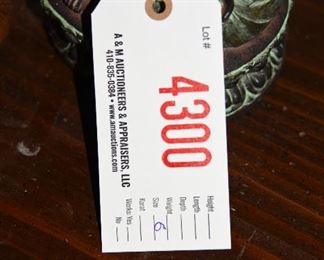 Lot #
4300
A & M AUCTIONEERS & APPRAISERS, LLC
410-835-0384 • www.amauctions.com
Height
Length
Depth
Weight
Size 6
Karat
Works: Yes
No